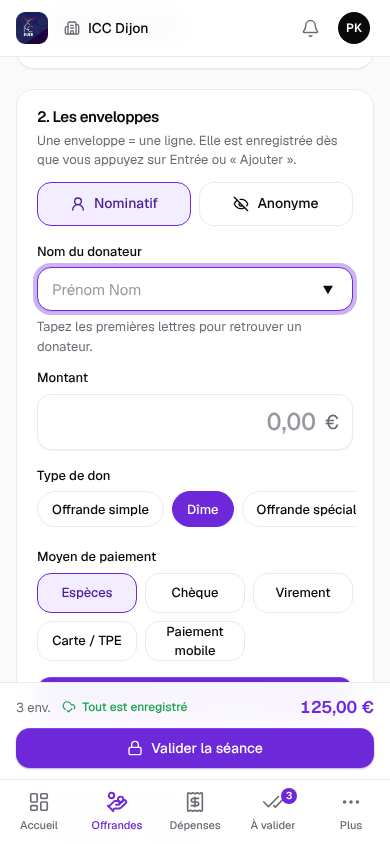 ICC Dijon
PK
2. Les enveloppes
Une enveloppe = une ligne. Elle est enregistrée dès
que vous appuyez sur Entrée ou « Ajouter ».
Nominatif
Anonyme
Nom du donateur
Prénom Nom
Tapez les premières lettres pour retrouver un
donateur.
Montant
0,00 €
Type de don
Offrande simple
Dîme
Offrande spécial
Moyen de paiement
Espèces
Chèque
Virement
Carte / TPE
Paiement
mobile
3 env.
Tout est enregistré
125,00 €
Valider la séance
3
Accueil
Offrandes
Dépenses
À valider
Plus